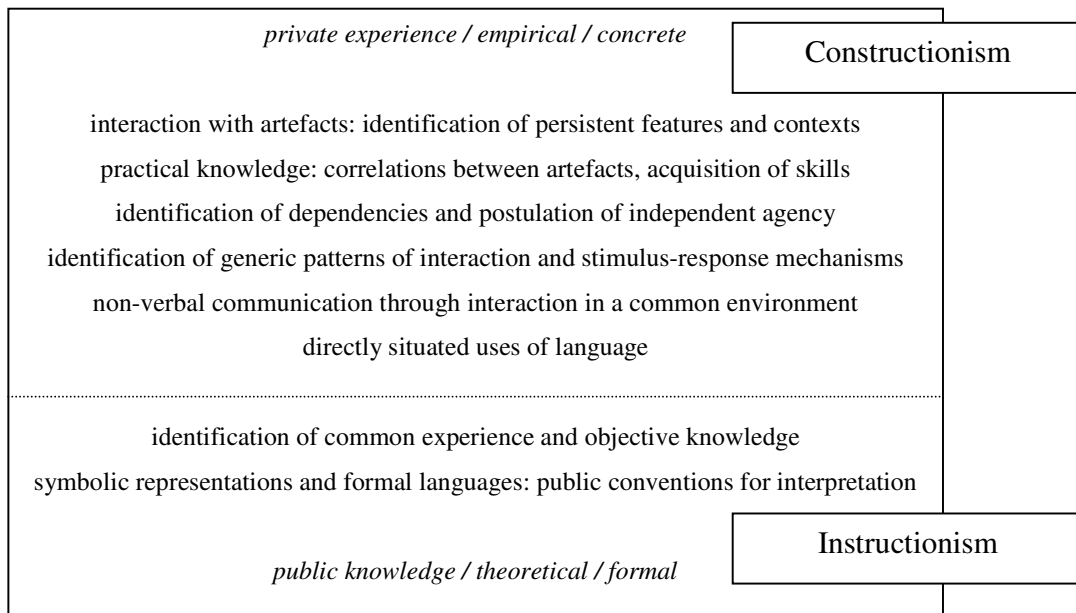 private experience / empirical / concrete
Constructionism
interaction with artefacts: identification of persistent features and contexts
practical knowledge: correlations between artefacts, acquisition of skills
identification of dependencies and postulation of independent agency
identification of generic patterns of interaction and stimulus-response mechanisms
non-verbal communication through interaction in a common environment
directly situated uses of language
identification of common experience and objective knowledge
symbolic representations and formal languages: public conventions for interpretation
Instructionism
public knowledge / theoretical / formal